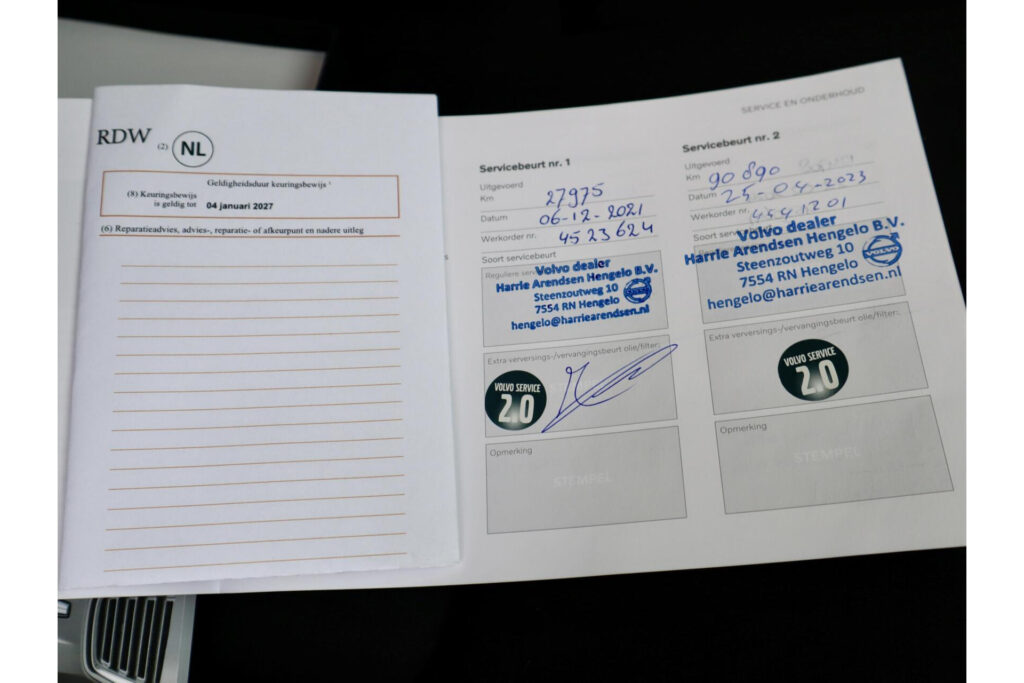 RDW (2) NL
Geldigheidsduur keuringsbewijs ¹
(8) Keuringsbewijs
is geldig tot 04 januari 2027
(6) Reparatieadvies, advies-, reparatie- of afkeurpunt en nadere uitleg
SERVICE EN ONDERHOUD
Servicebeurt nr. 1
Uitgevoerd
Km 27975
Datum 06-12-2021
Werkorder nr. 4523624
Soort servicebeurt
Volvo dealer
Harrie Arendsen Hengelo B.V.
Steenzoutweg 10
7554 RN Hengelo
hengelo@harriearendsen.nl
Extra verversings-/vervangingsbeurt olie/filter:
VOLVO SERVICE
2.0
Opmerking
STEMPEL
Servicebeurt nr. 2
Uitgevoerd
Km 90890
Datum 25-04-2023
Werkorder nr. 4541201
Volvo dealer
Harrie Arendsen Hengelo B.V.
Steenzoutweg 10
7554 RN Hengelo
VOLVO
hengelo@harriearendsen.nl
Extra verversings-/vervangingsbeurt olie/filter:
VOLVO SERVICE
2.0
Opmerking
STEMPEL